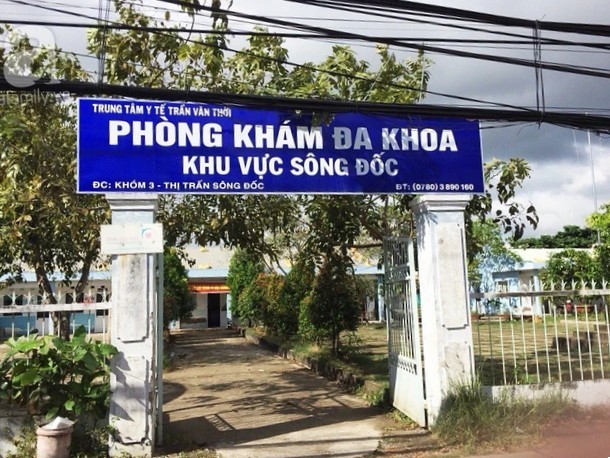 TRUNG TÂM Y TẾ TRẦN VĂN THỜI
PHÒNG KHÁM ĐA KHOA
KHU VỰC SÔNG ĐỐC
ĐC: KHÓM 3 - THỊ TRẤN SÔNG ĐỐC
ĐT: (0780) 3 890 160